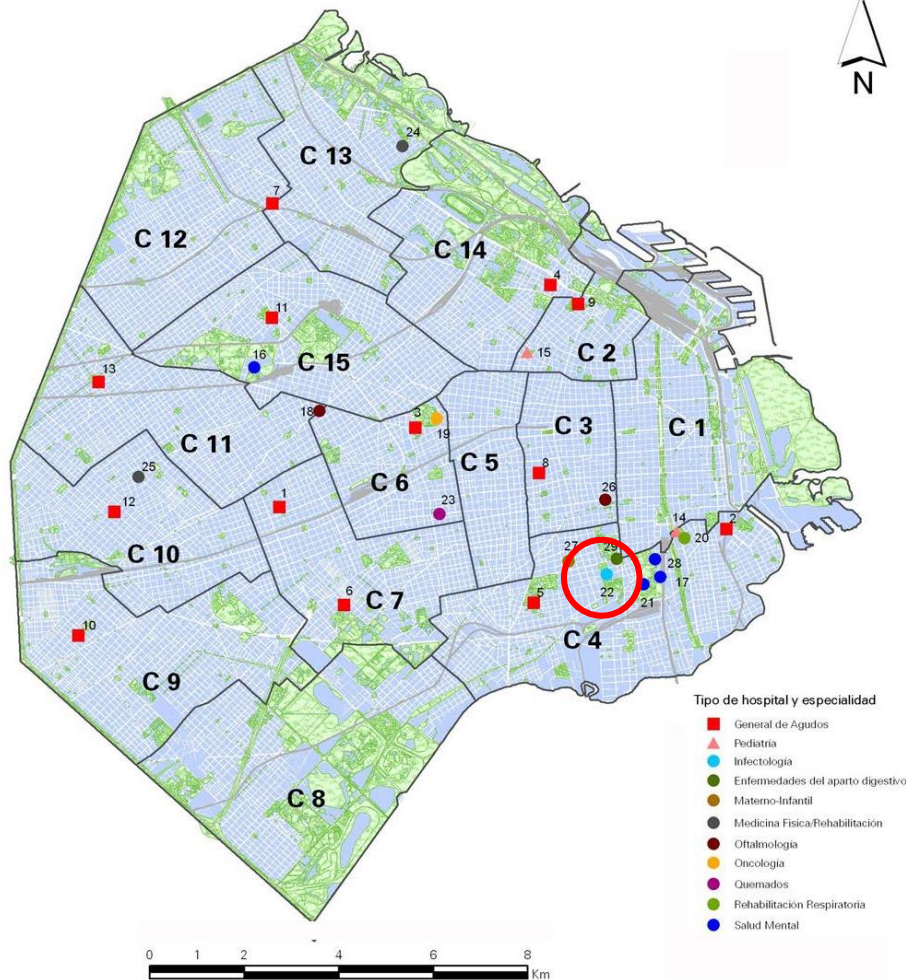 N
24
C 13
7
C 12
C 14
4
9
11
16
15
C 2
C 15
13
18
3
19
C 3
C 1
C 11
C 5
8
25
C 6
23
26
12
1
14
2
20
C 10
27
29
28
22
17
21
5
6
C 7
C 4
10
C 9
C 8
Tipo de hospital y especialidad
General de Agudos
Pediatría
Infectología
Enfermedades del aparto digestivo
Materno-Infantil
Medicina Fisica/Rehabilitación
Oftalmología
Oncología
Quemados
Rehabilitación Respiratoria
Salud Mental
0 1 2 4 6 8
Km